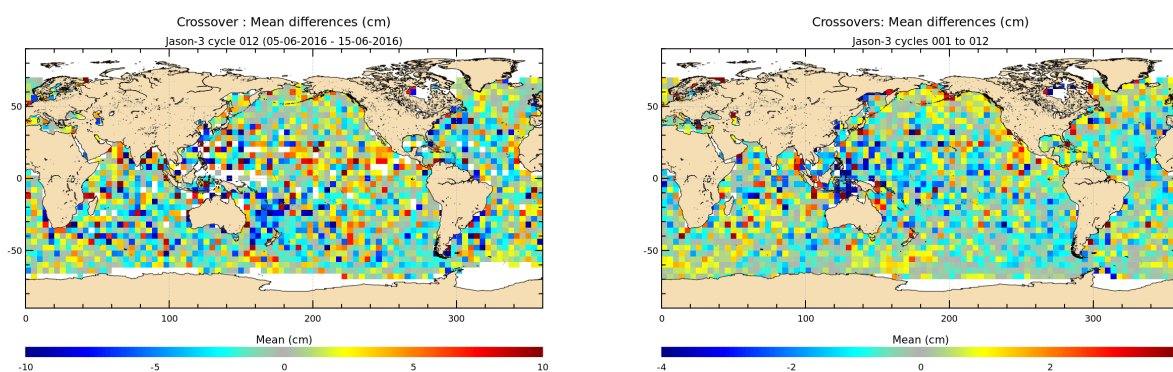 Crossover : Mean differences (cm)
Jason-3 cycle 012 (05-06-2016 - 15-06-2016)
50
0
-50
0 100 200 300
Mean (cm)
-10 -5 0 5 10
Crossovers: Mean differences (cm)
Jason-3 cycles 001 to 012
50
0
-50
0 100 200 300
Mean (cm)
-4 -2 0 2